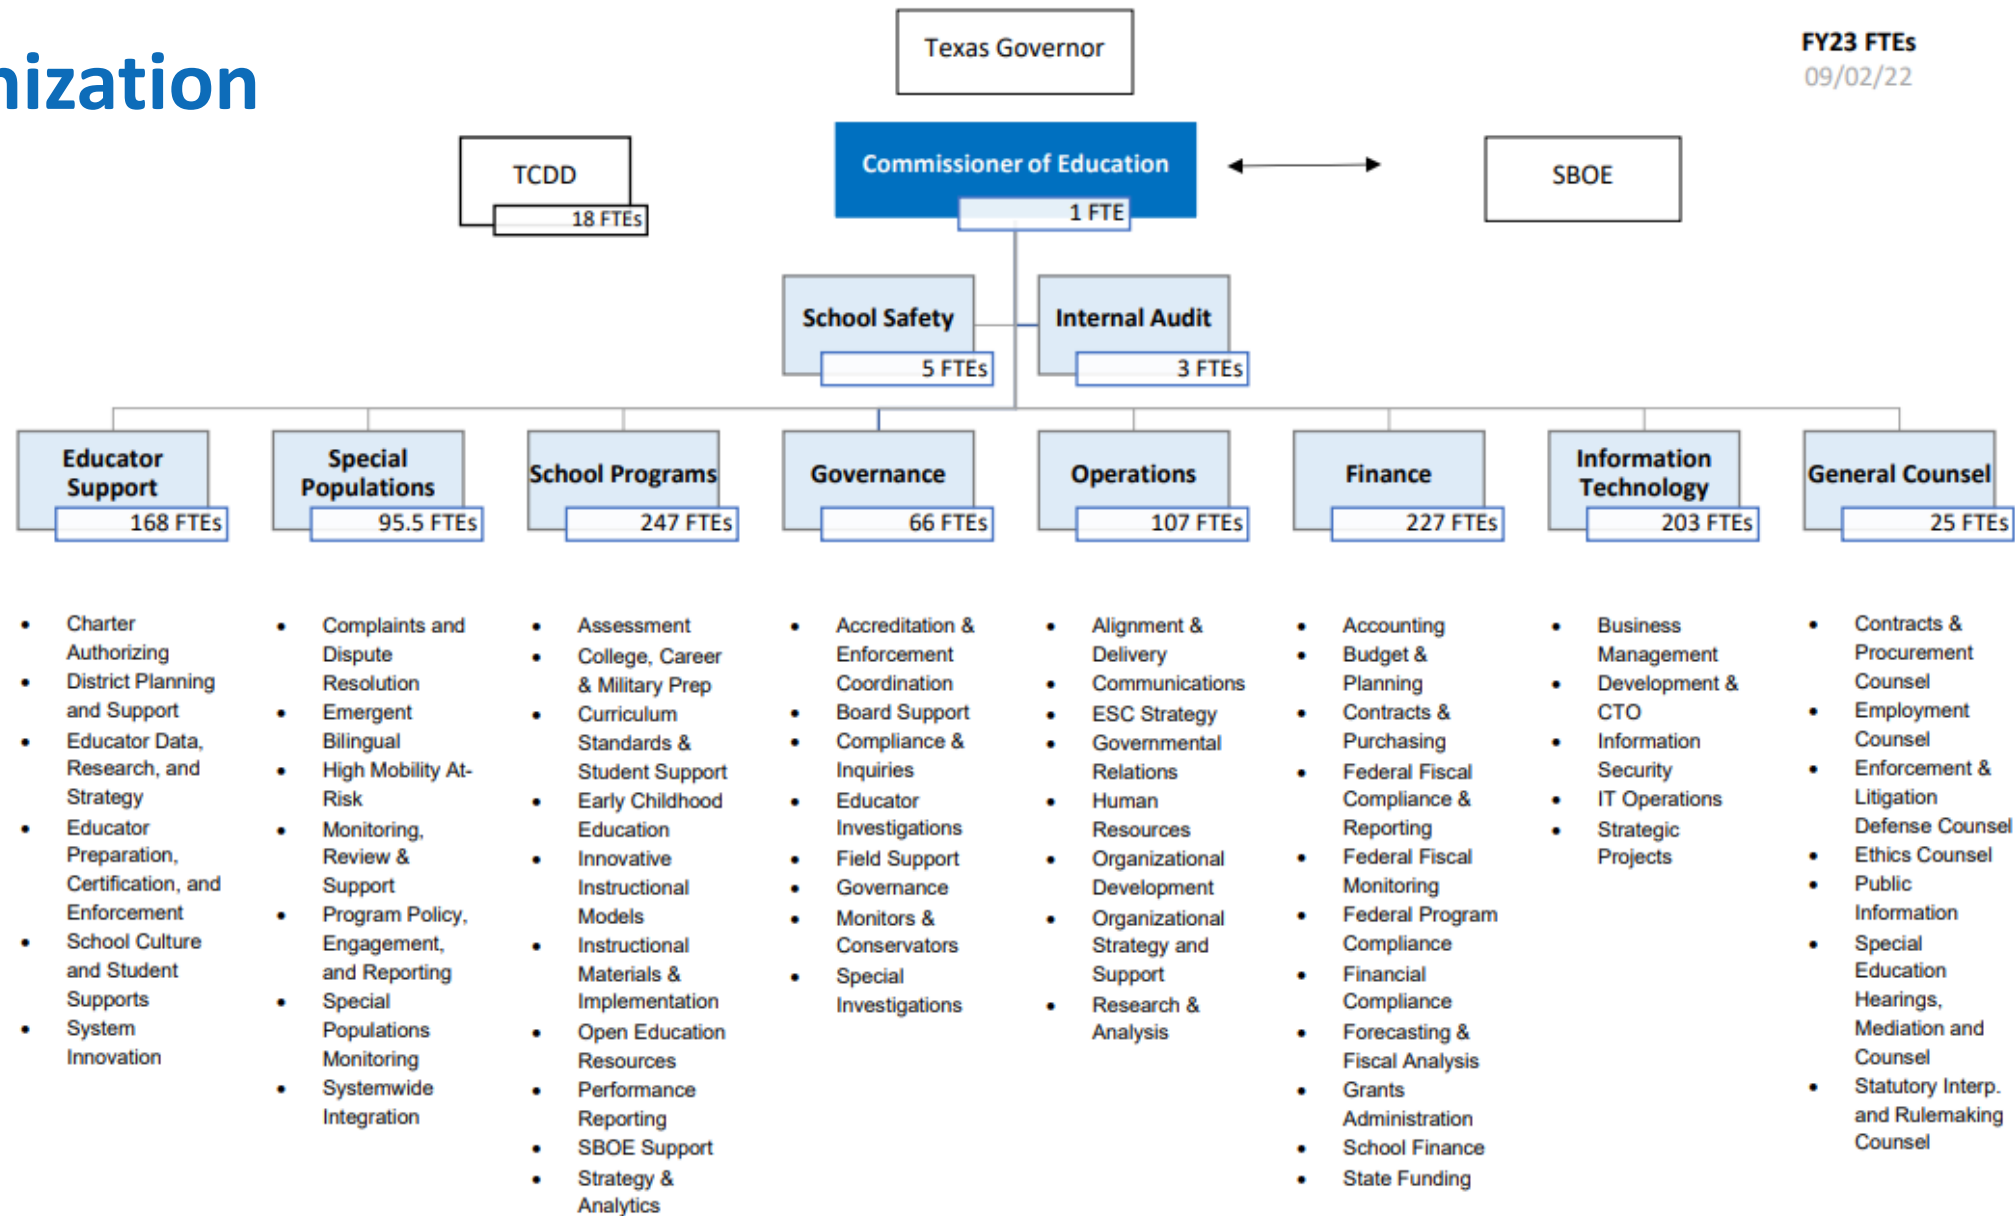 nization
Texas Governor
FY23 FTEs
09/02/22
TCDD
18 FTEs
Commissioner of Education
1 FTE
SBOE
School Safety
5 FTEs
Internal Audit
3 FTEs
Educator
Support
168 FTEs
Special
Populations
95.5 FTEs
School Programs
247 FTEs
Governance
66 FTEs
Operations
107 FTEs
Finance
227 FTEs
Information
Technology
203 FTEs
General Counsel
25 FTEs
• Charter
Authorizing
• District Planning
and Support
• Educator Data,
Research, and
Strategy
• Educator
Preparation,
Certification, and
Enforcement
• School Culture
and Student
Supports
• System
Innovation
• Complaints and
Dispute
Resolution
• Emergent
Bilingual
• High Mobility At-
Risk
• Monitoring,
Review &
Support
• Program Policy,
Engagement,
and Reporting
• Special
Populations
Monitoring
• Systemwide
Integration
• Assessment
• College, Career
& Military Prep
• Curriculum
Standards &
Student Support
• Early Childhood
Education
• Innovative
Instructional
Models
• Instructional
Materials &
Implementation
• Open Education
Resources
• Performance
Reporting
• SBOE Support
• Strategy &
Analytics
• Accreditation &
Enforcement
Coordination
• Board Support
• Compliance &
Inquiries
• Educator
Investigations
• Field Support
• Governance
• Monitors &
Conservators
• Special
Investigations
• Alignment &
Delivery
• Communications
• ESC Strategy
• Governmental
Relations
• Human
Resources
• Organizational
Development
• Organizational
Strategy and
Support
• Research &
Analysis
• Accounting
• Budget &
Planning
• Contracts &
Purchasing
• Federal Fiscal
Compliance &
Reporting
• Federal Fiscal
Monitoring
• Federal Program
Compliance
• Financial
Compliance
• Forecasting &
Fiscal Analysis
• Grants
Administration
• School Finance
• State Funding
• Business
Management
• Development &
CTO
• Information
Security
• IT Operations
• Strategic
Projects
• Contracts &
Procurement
Counsel
• Employment
Counsel
• Enforcement &
Litigation
Defense Counsel
• Ethics Counsel
• Public
Information
• Special
Education
Hearings,
Mediation and
Counsel
• Statutory Interp.
and Rulemaking
Counsel